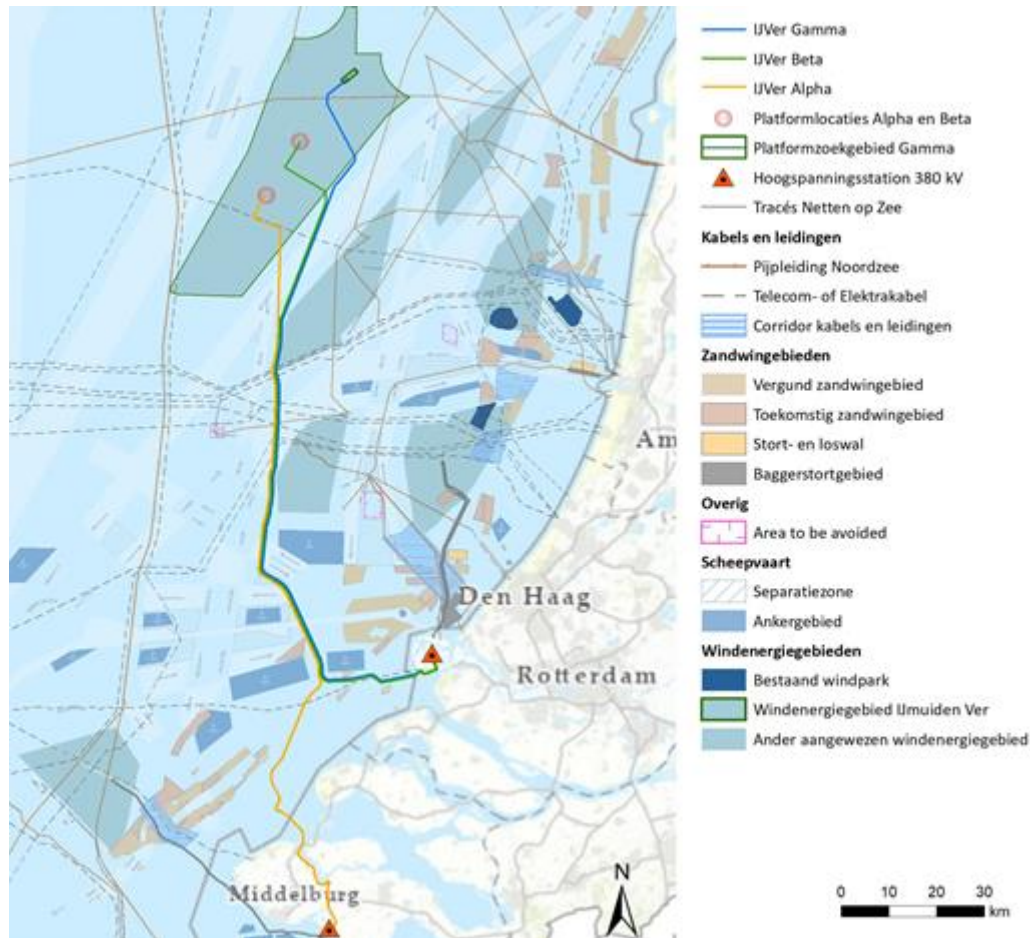 IJVer Gamma
IJVer Beta
IJVer Alpha
Platformlocaties Alpha en Beta
Platformzoekgebied Gamma
Hoogspanningsstation 380 kV
Tracés Netten op Zee
Kabels en leidingen
Pijpleiding Noordzee
Telecom- of Elektrakabel
Corridor kabels en leidingen
Zandwingebieden
Vergund zandwingebied
Toekomstig zandwingebied
Stort- en loswal
Baggerstortgebied
Overig
Area to be avoided
Scheepvaart
Separatiezone
Ankergebied
Windenergiegebieden
Bestaand windpark
Windenergiegebied IJmuiden Ver
Ander aangewezen windenergiegebied
Am
Den Haag
Rotterdam
Middelburg
N
0 10 20 30
km